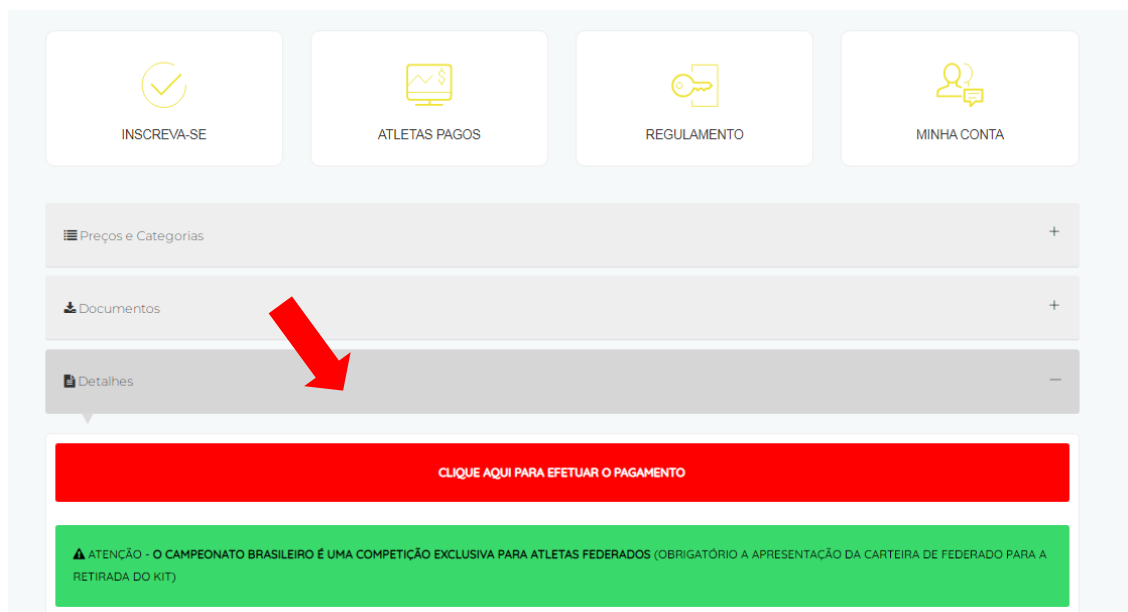 INSCREVA-SE
ATLETAS PAGOS
REGULAMENTO
MINHA CONTA
Preços e Categorias
Documentos
Detalhes
CLIQUE AQUI PARA EFETUAR O PAGAMENTO
ATENÇÃO - O CAMPEONATO BRASILEIRO É UMA COMPETIÇÃO EXCLUSIVA PARA ATLETAS FEDERADOS (OBRIGATÓRIO A APRESENTAÇÃO DA CARTEIRA DE FEDERADO PARA A
RETIRADA DO KIT)